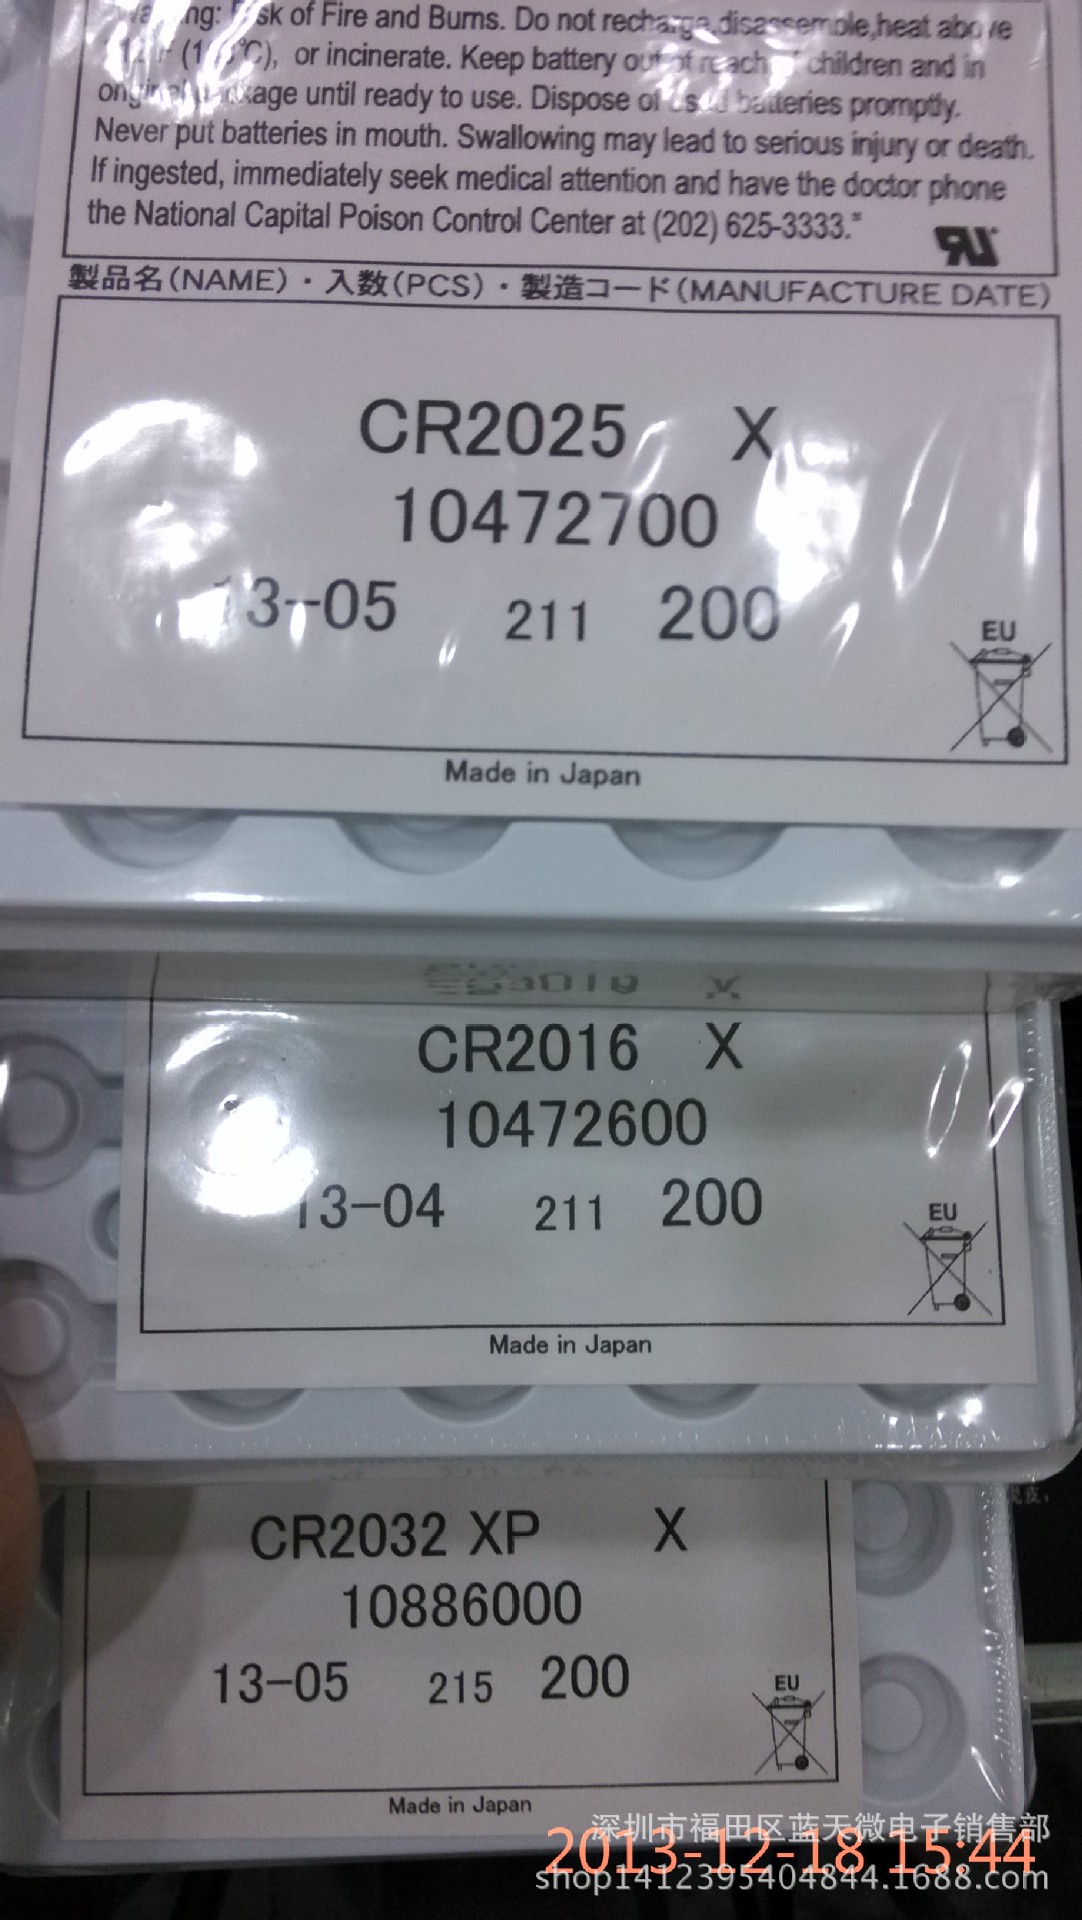 of Fire and Burns. Do not recharge,disassemble,heat above
or incinerate. Keep battery out of reach of children and in
package until ready to use. Dispose of used batteries promptly.
Never put batteries in mouth. Swallowing may lead to serious injury or death.
If ingested, immediately seek medical attention and have the doctor phone
the National Capital Poison Control Center at (202) 625-3333."
製品名(NAME)・入数(PCS)・製造コード(MANUFACTURE DATE)
CR2025 X
10472700
13-05 211 200
EU
Made in Japan
CR2016 X
10472600
13-04 211 200
EU
Made in Japan
CR2032 XP X
10886000
13-05 215 200
EU
Made in Japan
深圳市福田区蓝天微电子销售部
2013-12-18 15:44
shop1412395404844.1688.com